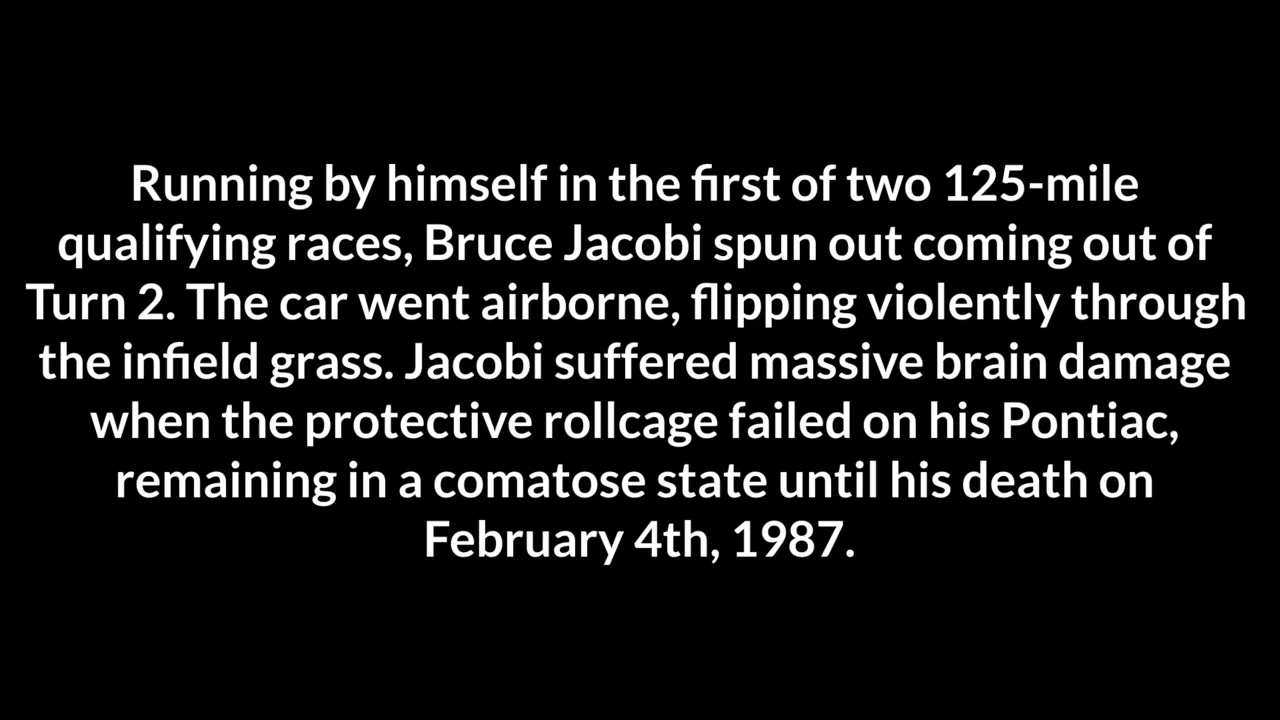 Running by himself in the first of two 125-mile
qualifying races, Bruce Jacobi spun out coming out of
Turn 2. The car went airborne, flipping violently through
the infield grass. Jacobi suffered massive brain damage
when the protective rollcage failed on his Pontiac,
remaining in a comatose state until his death on
February 4th, 1987.